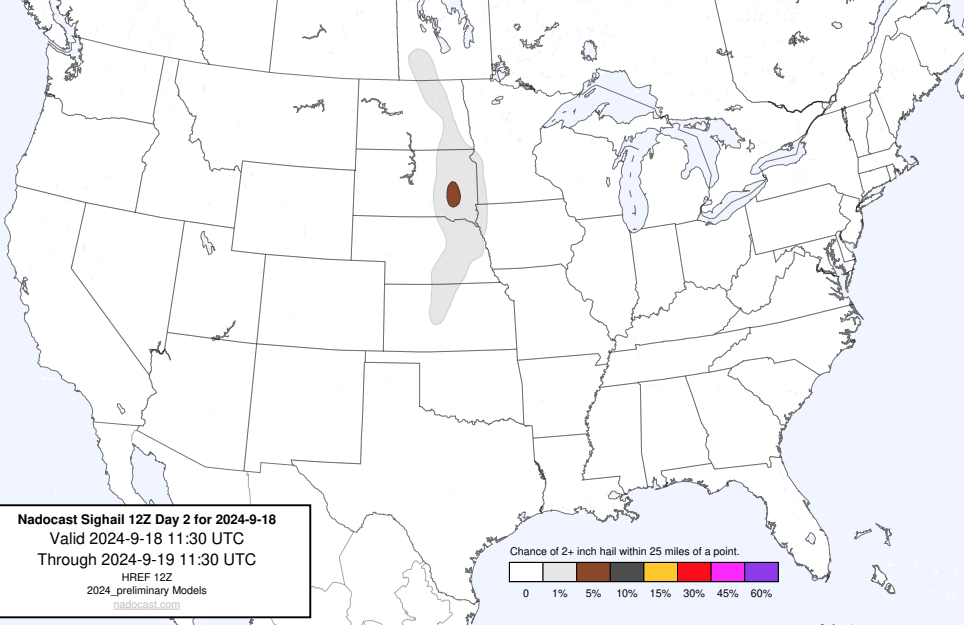 Nadocast Sighail 12Z Day 2 for 2024-9-18
Valid 2024-9-18 11:30 UTC
Through 2024-9-19 11:30 UTC
HREF 12Z
2024_preliminary Models
nadocast.com
Chance of 2+ inch hail within 25 miles of a point.
0 1% 5% 10% 15% 30% 45% 60%